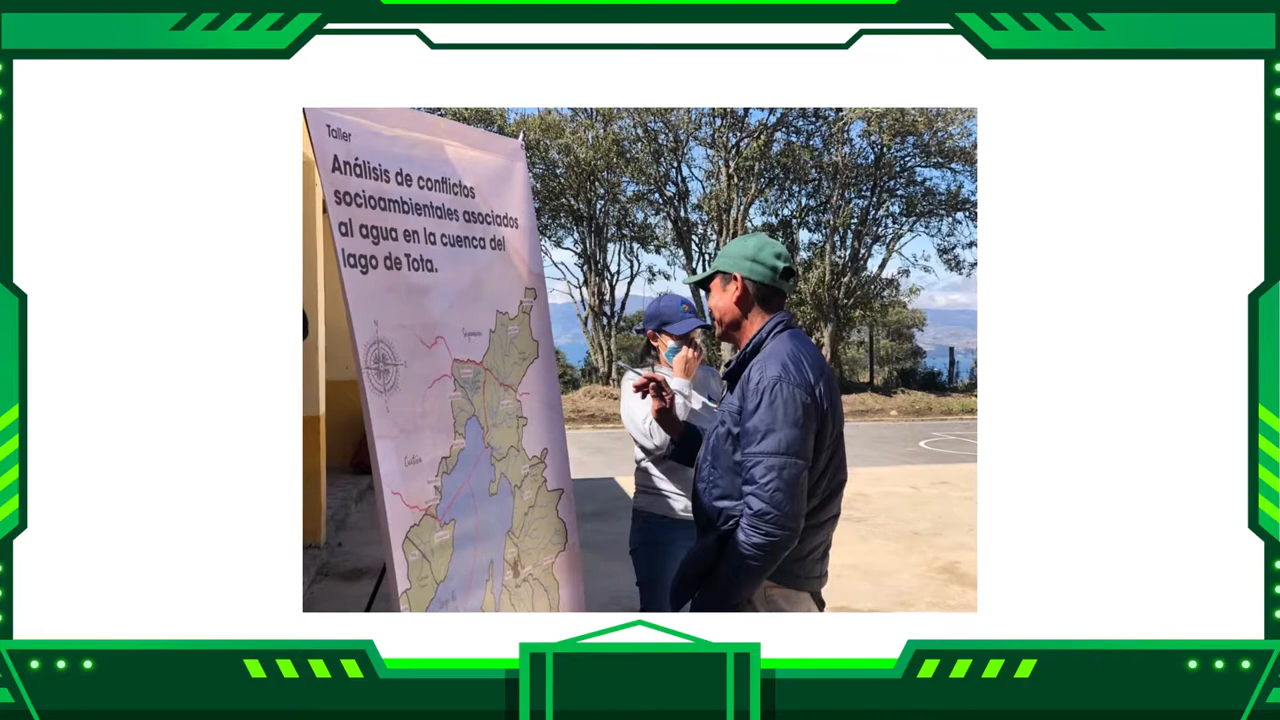 Taller
Análisis de conflictos
socioambientales asociados
al agua en la cuenca del
lago de Tota.